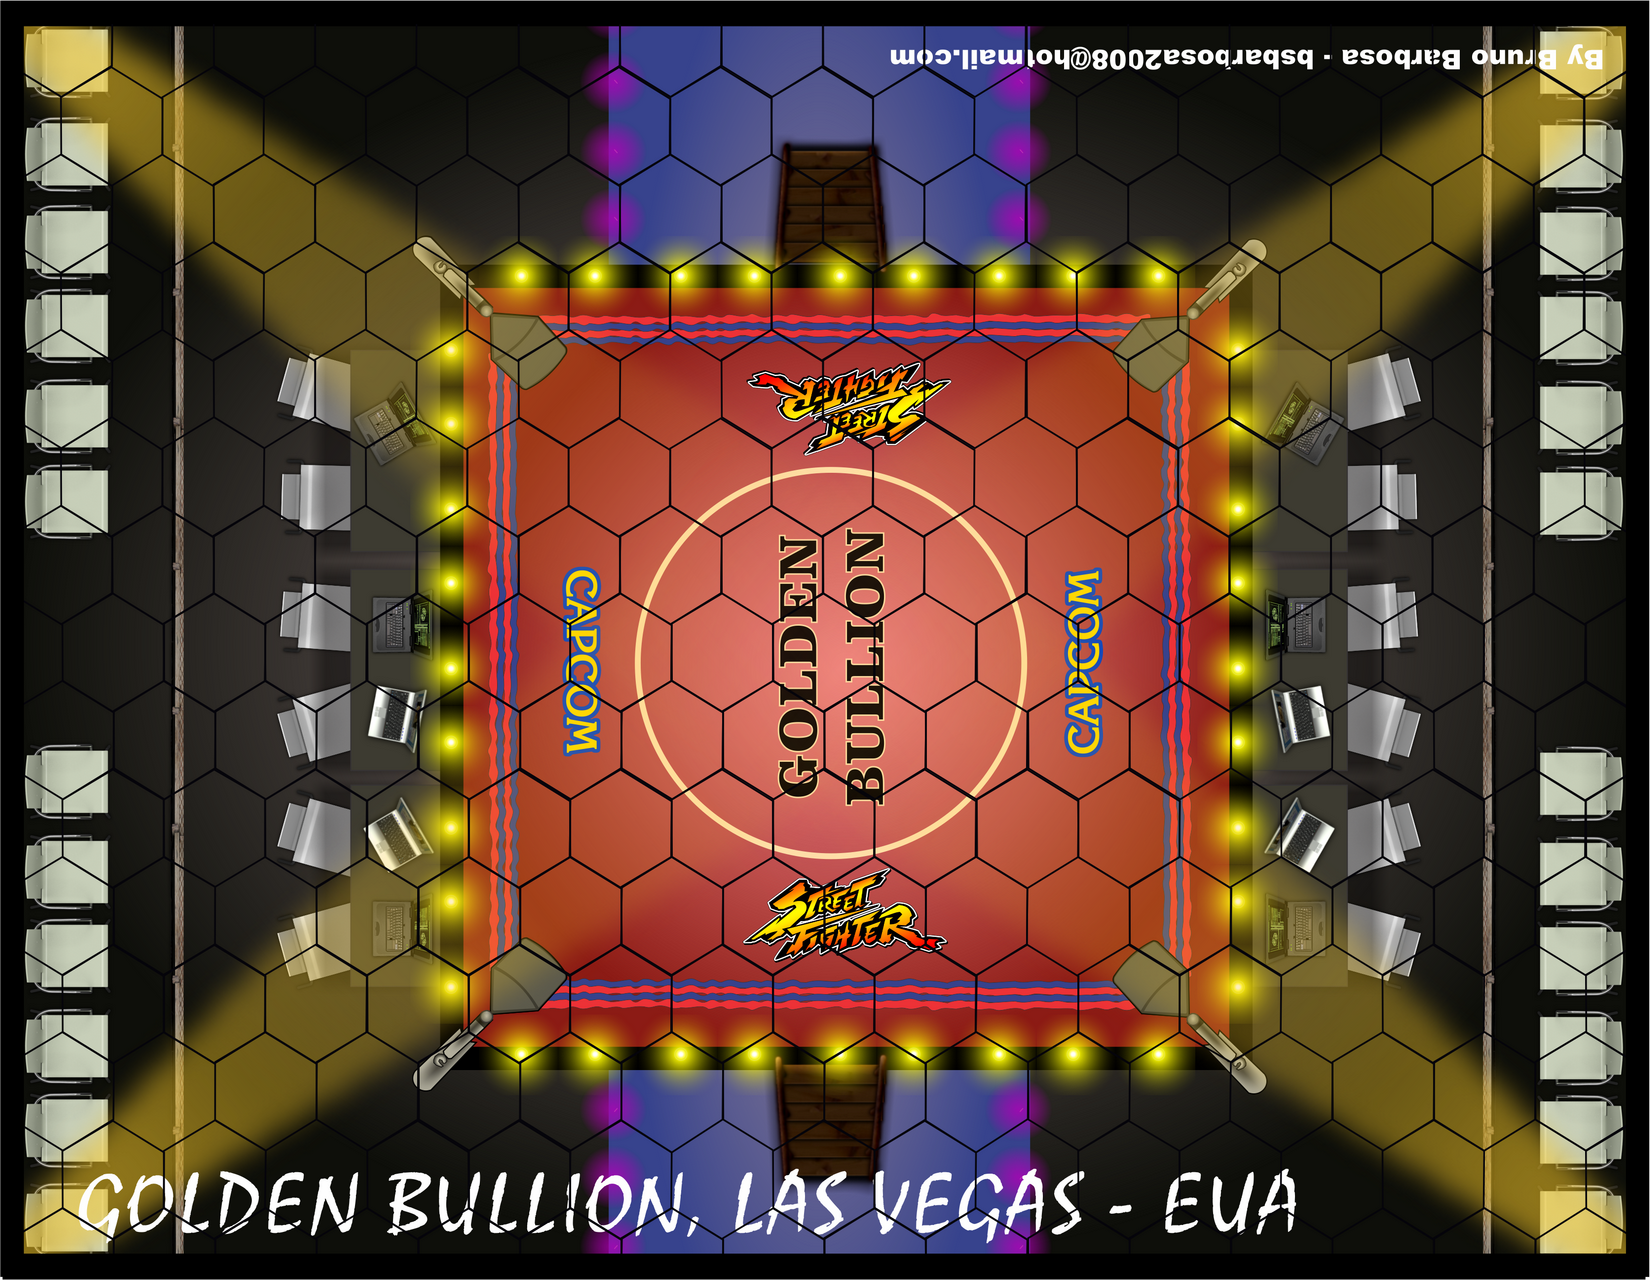 By Bruno Barbosa - bsbarbosa2008@hotmail.com
STREET
FIGHTER
CAPCOM
GOLDEN
BULLION
CAPCOM
STREET
FIGHTER
GOLDEN BULLION, LAS VEGAS - EUA